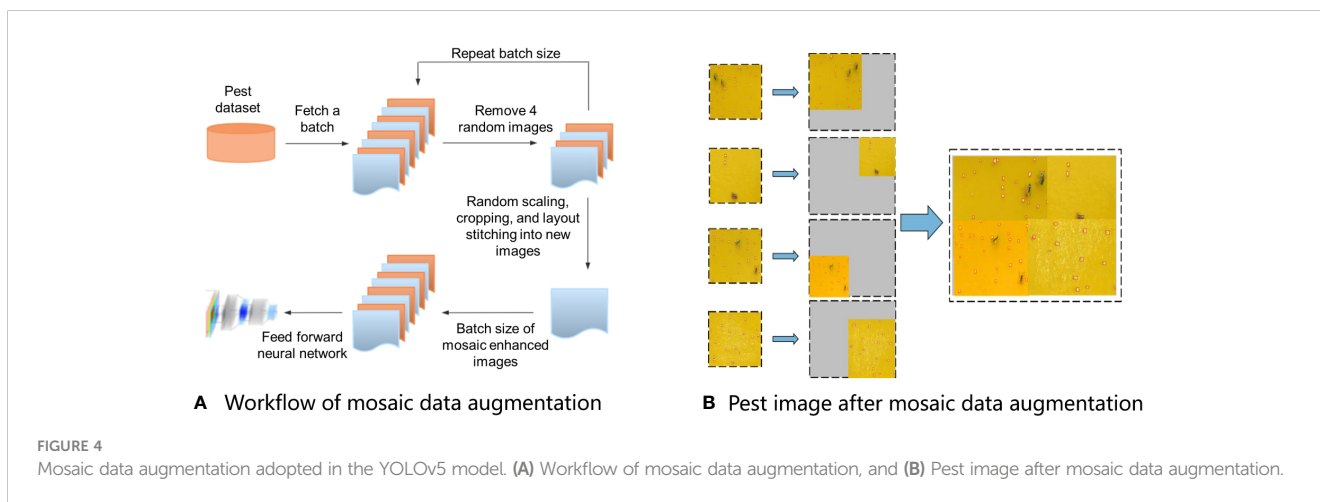 Repeat batch size
Pest
dataset
Fetch a
batch
Remove 4
random images
Random scaling,
cropping, and layout
stitching into new
images
Batch size of
mosaic enhanced
images
Feed forward
neural network
A Workflow of mosaic data augmentation
B Pest image after mosaic data augmentation
FIGURE 4
Mosaic data augmentation adopted in the YOLOv5 model. (A) Workflow of mosaic data augmentation, and (B) Pest image after mosaic data augmentation.